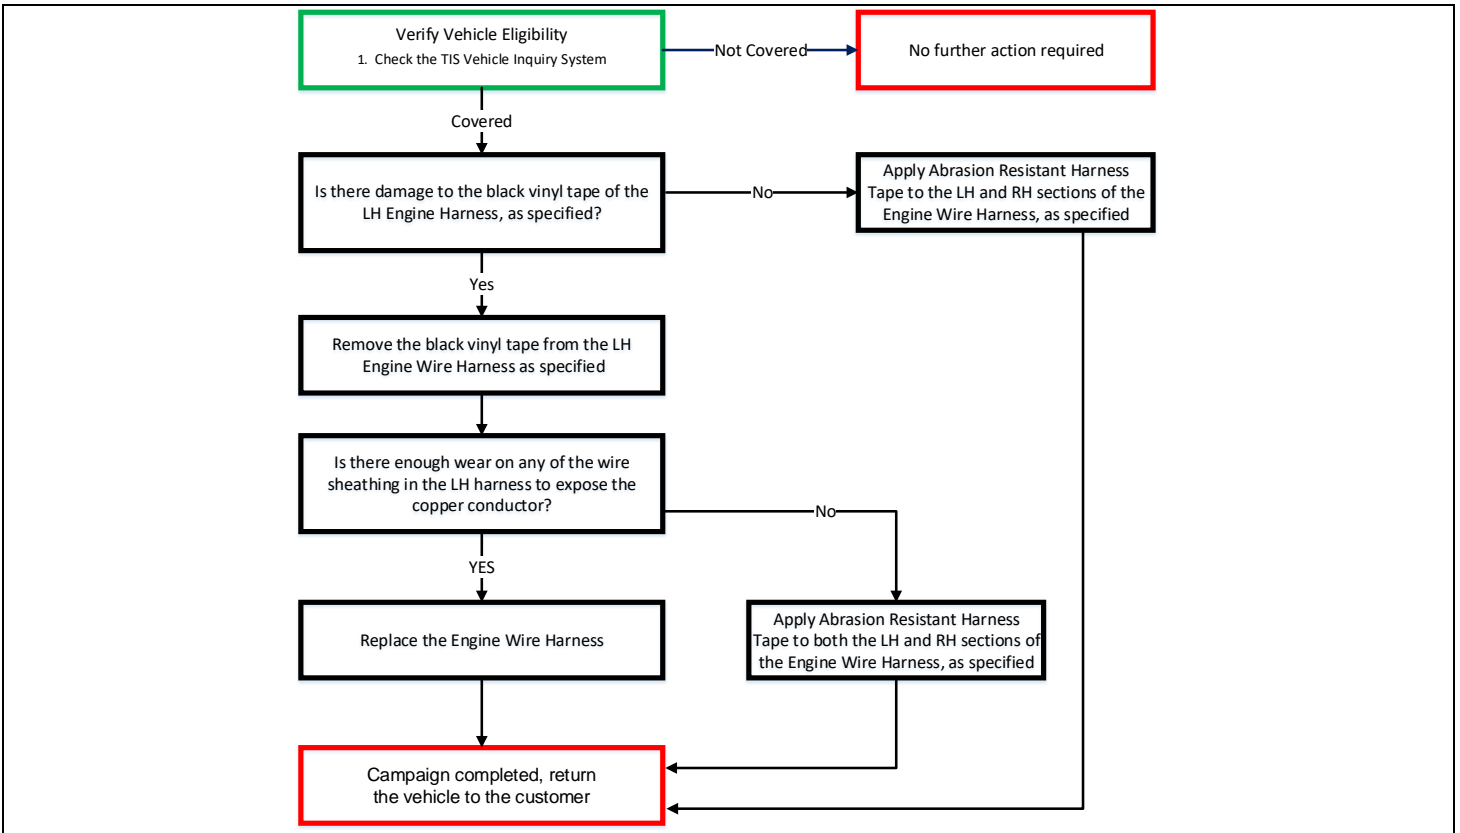 Verify Vehicle Eligibility
1. Check the TIS Vehicle Inquiry System
Not Covered
No further action required
Covered
Is there damage to the black vinyl tape of the
LH Engine Harness, as specified?
No
Apply Abrasion Resistant Harness
Tape to the LH and RH sections of the
Engine Wire Harness, as specified
Yes
Remove the black vinyl tape from the LH
Engine Wire Harness as specified
Is there enough wear on any of the wire
sheathing in the LH harness to expose the
copper conductor?
No
YES
Replace the Engine Wire Harness
Apply Abrasion Resistant Harness
Tape to both the LH and RH sections of
the Engine Wire Harness, as specified
Campaign completed, return
the vehicle to the customer